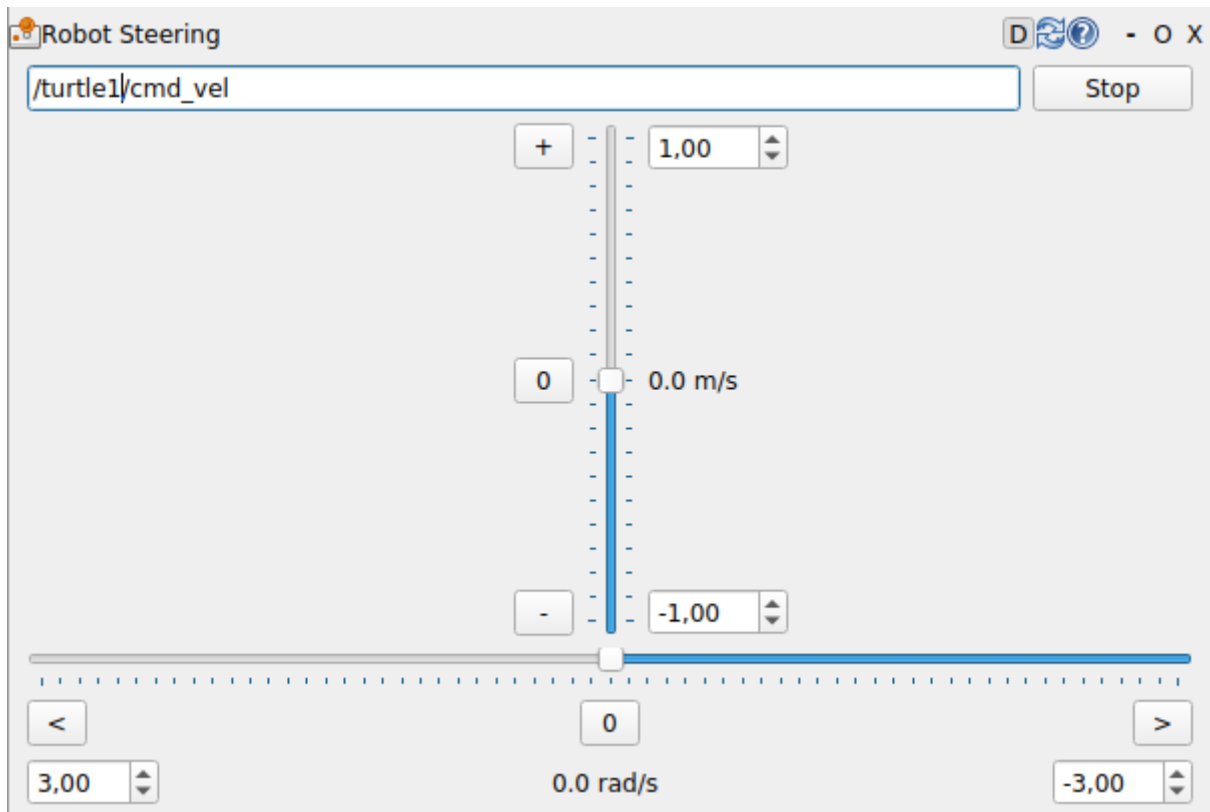 Robot Steering D - O X
/turtle1/cmd_vel Stop
+ 1,00
0 0.0 m/s
- -1,00
< 0 >
3,00 0.0 rad/s -3,00